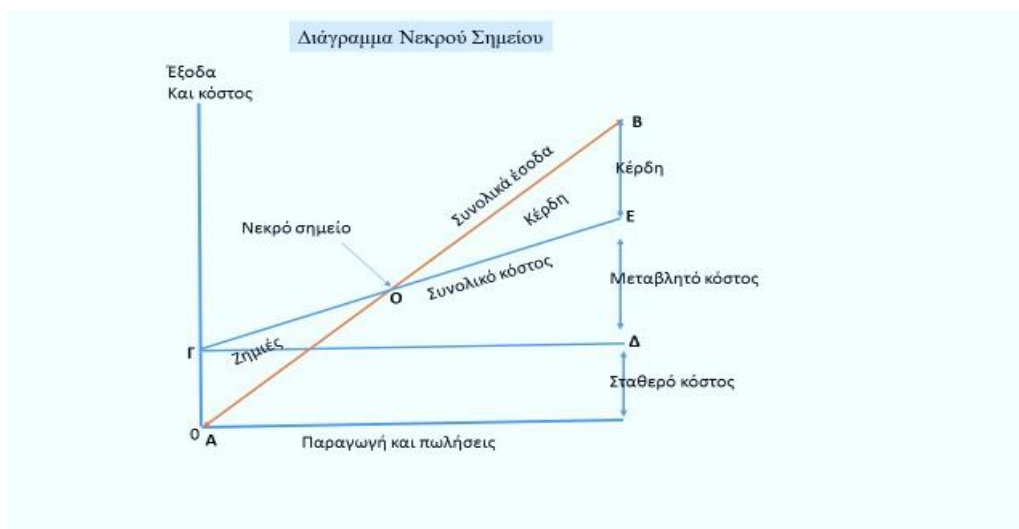 Διάγραμμα Νεκρού Σημείου
Έξοδα
Και κόστος
Β
Συνολικά έσοδα
Κέρδη
Κέρδη
Ε
Νεκρό σημείο
Συνολικό κόστος
Μεταβλητό κόστος
Ο
Γ
Ζημιές
Δ
Σταθερό κόστος
0
Α
Παραγωγή και πωλήσεις